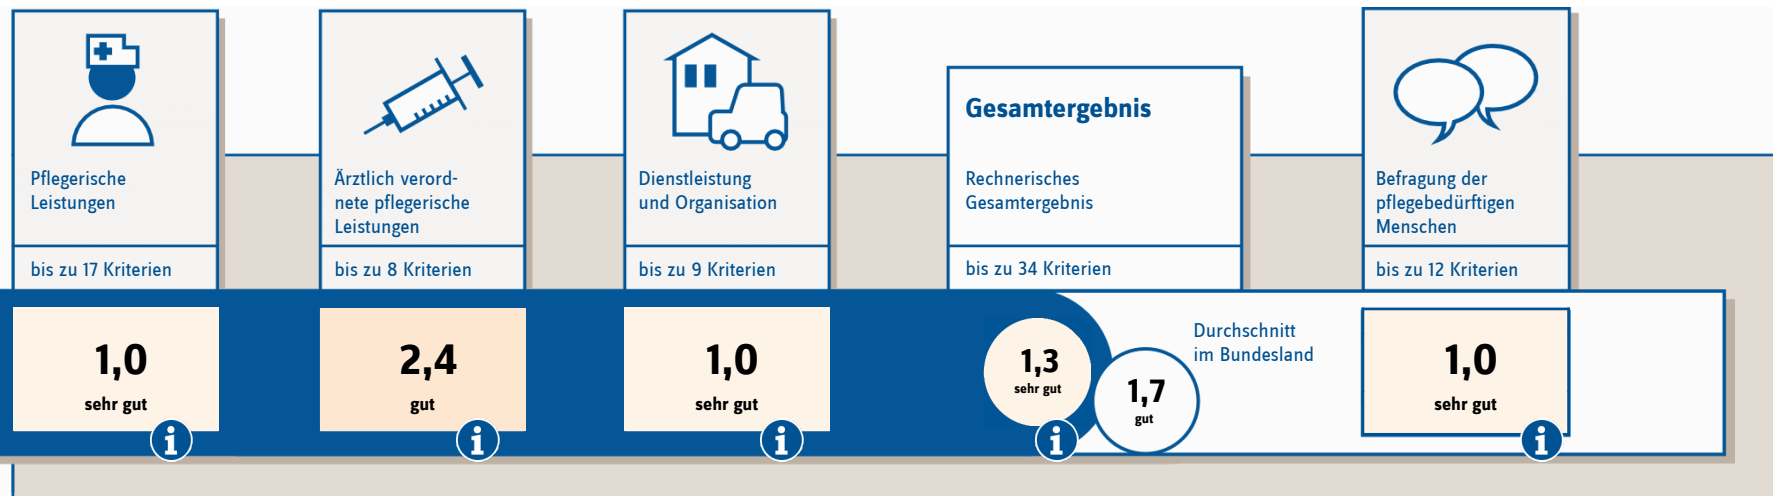 Pflegerische
Leistungen
bis zu 17 Kriterien
1,0
sehr gut
Ärztlich verord-
nete pflegerische
Leistungen
bis zu 8 Kriterien
2,4
gut
Dienstleistung
und Organisation
bis zu 9 Kriterien
1,0
sehr gut
Gesamtergebnis
Rechnerisches
Gesamtergebnis
bis zu 34 Kriterien
1,3
sehr gut
1,7
gut
Durchschnitt
im Bundesland
Befragung der
pflegebedürftigen
Menschen
bis zu 12 Kriterien
1,0
sehr gut